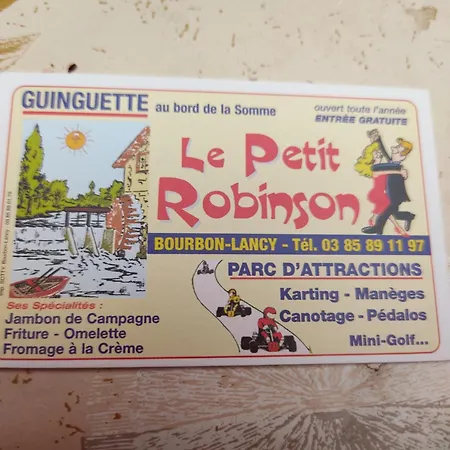 GUINGUETTE au bord de la Somme
ouvert toute l'année
ENTRÉE GRATUITE
Le Petit
Robinson
BOURBON-LANCY - Tél. 03 85 89 11 97
PARC D'ATTRACTIONS
Karting - Manèges
Canotage - Pédalos
Mini-Golf...
Ses Spécialités :
Jambon de Campagne
Friture - Omelette
Fromage à la Crème